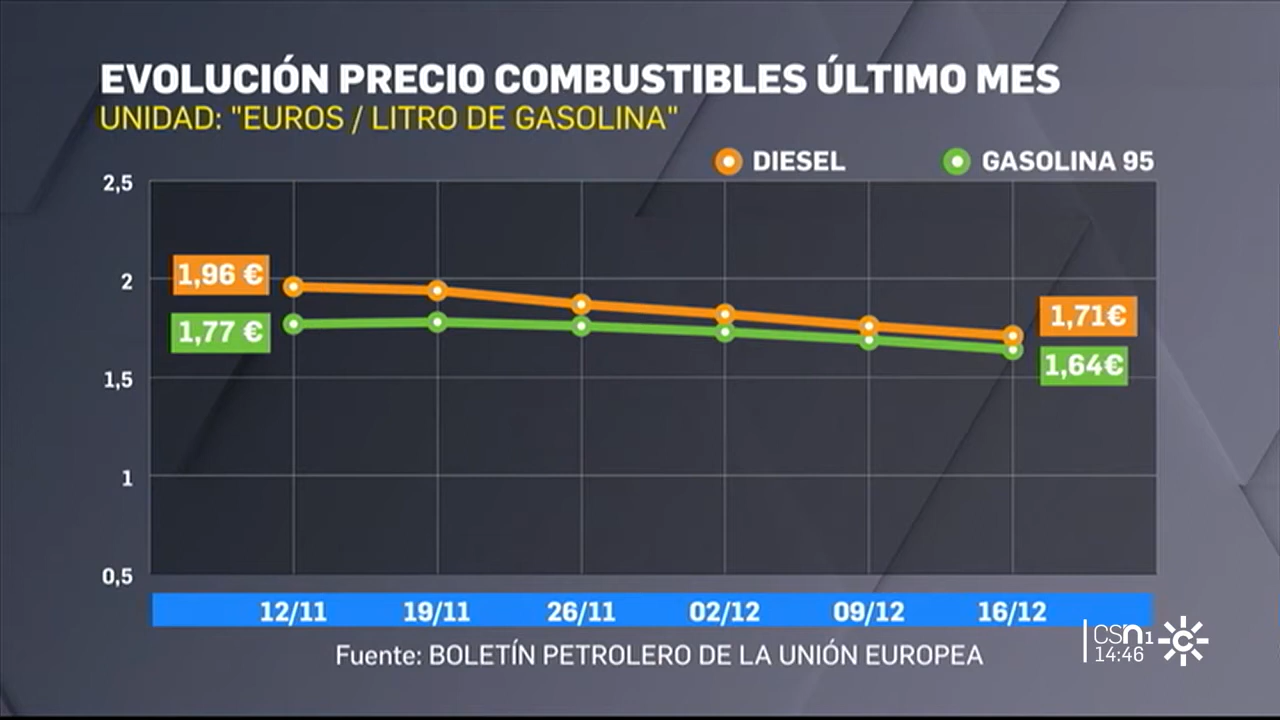 EVOLUCIÓN PRECIO COMBUSTIBLES ÚLTIMO MES
UNIDAD: "EUROS / LITRO DE GASOLINA"
DIESEL GASOLINA 95
2,5
2
1,5
1
0,5
1,96 €
1,77 €
1,71€
1,64€
12/11 19/11 26/11 02/12 09/12 16/12
Fuente: BOLETÍN PETROLERO DE LA UNIÓN EUROPEA
CSn1
14:46